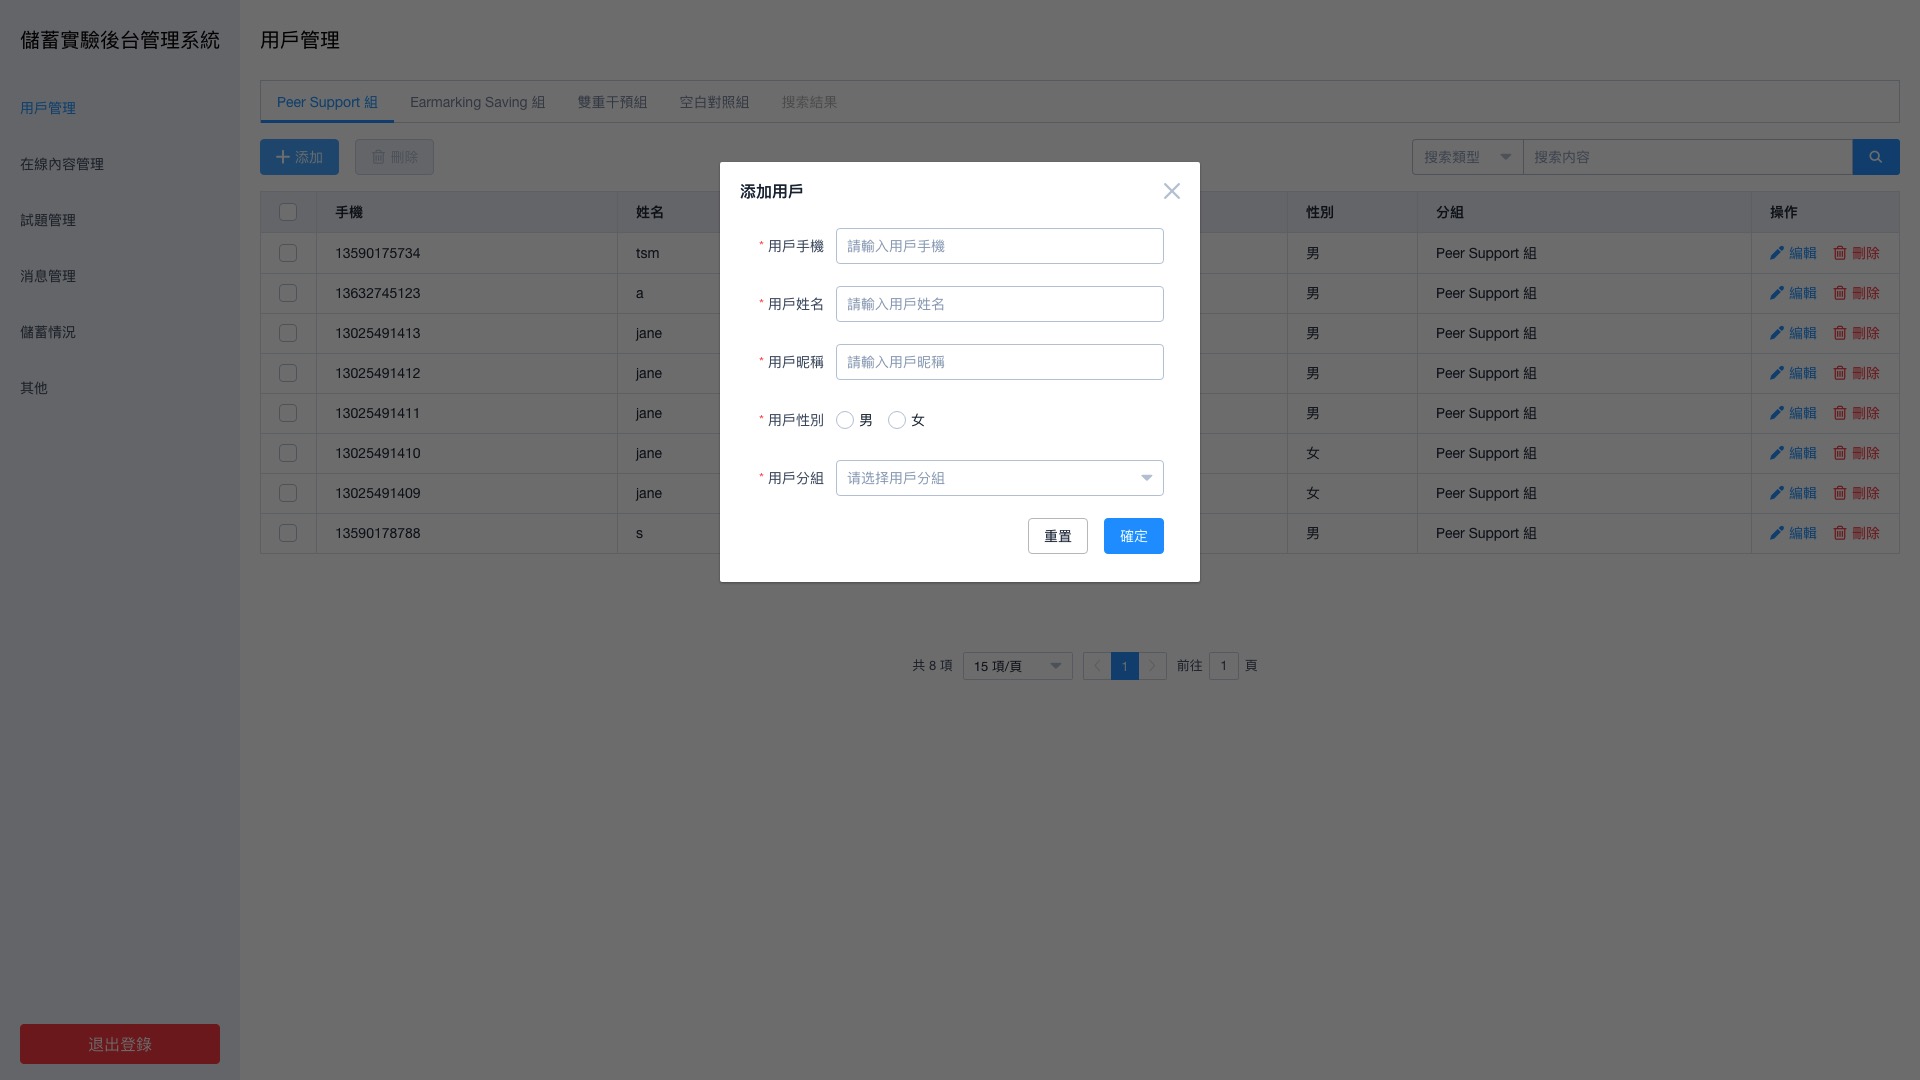 儲蓄實驗後台管理系統
用戶管理
在線內容管理
試題管理
消息管理
儲蓄情況
其他
退出登錄
用戶管理
Peer Support 組 Earmarking Saving 組 雙重干預組 空白對照組 搜索結果
添加 刪除 搜索類型 搜索內容
手機 姓名 性別 分組 操作
13590175734 tsm 男 Peer Support 組 編輯 刪除
13632745123 a 男 Peer Support 組 編輯 刪除
13025491413 jane 男 Peer Support 組 編輯 刪除
13025491412 jane 男 Peer Support 組 編輯 刪除
13025491411 jane 男 Peer Support 組 編輯 刪除
13025491410 jane 女 Peer Support 組 編輯 刪除
13025491409 jane 女 Peer Support 組 編輯 刪除
13590178788 s 男 Peer Support 組 編輯 刪除
共 8 項 15 項/頁 1 前往 1 頁
添加用戶
* 用戶手機 請輸入用戶手機
* 用戶姓名 請輸入用戶姓名
* 用戶昵稱 請輸入用戶昵稱
* 用戶性別 男 女
* 用戶分組 请选择用戶分組
重置 確定